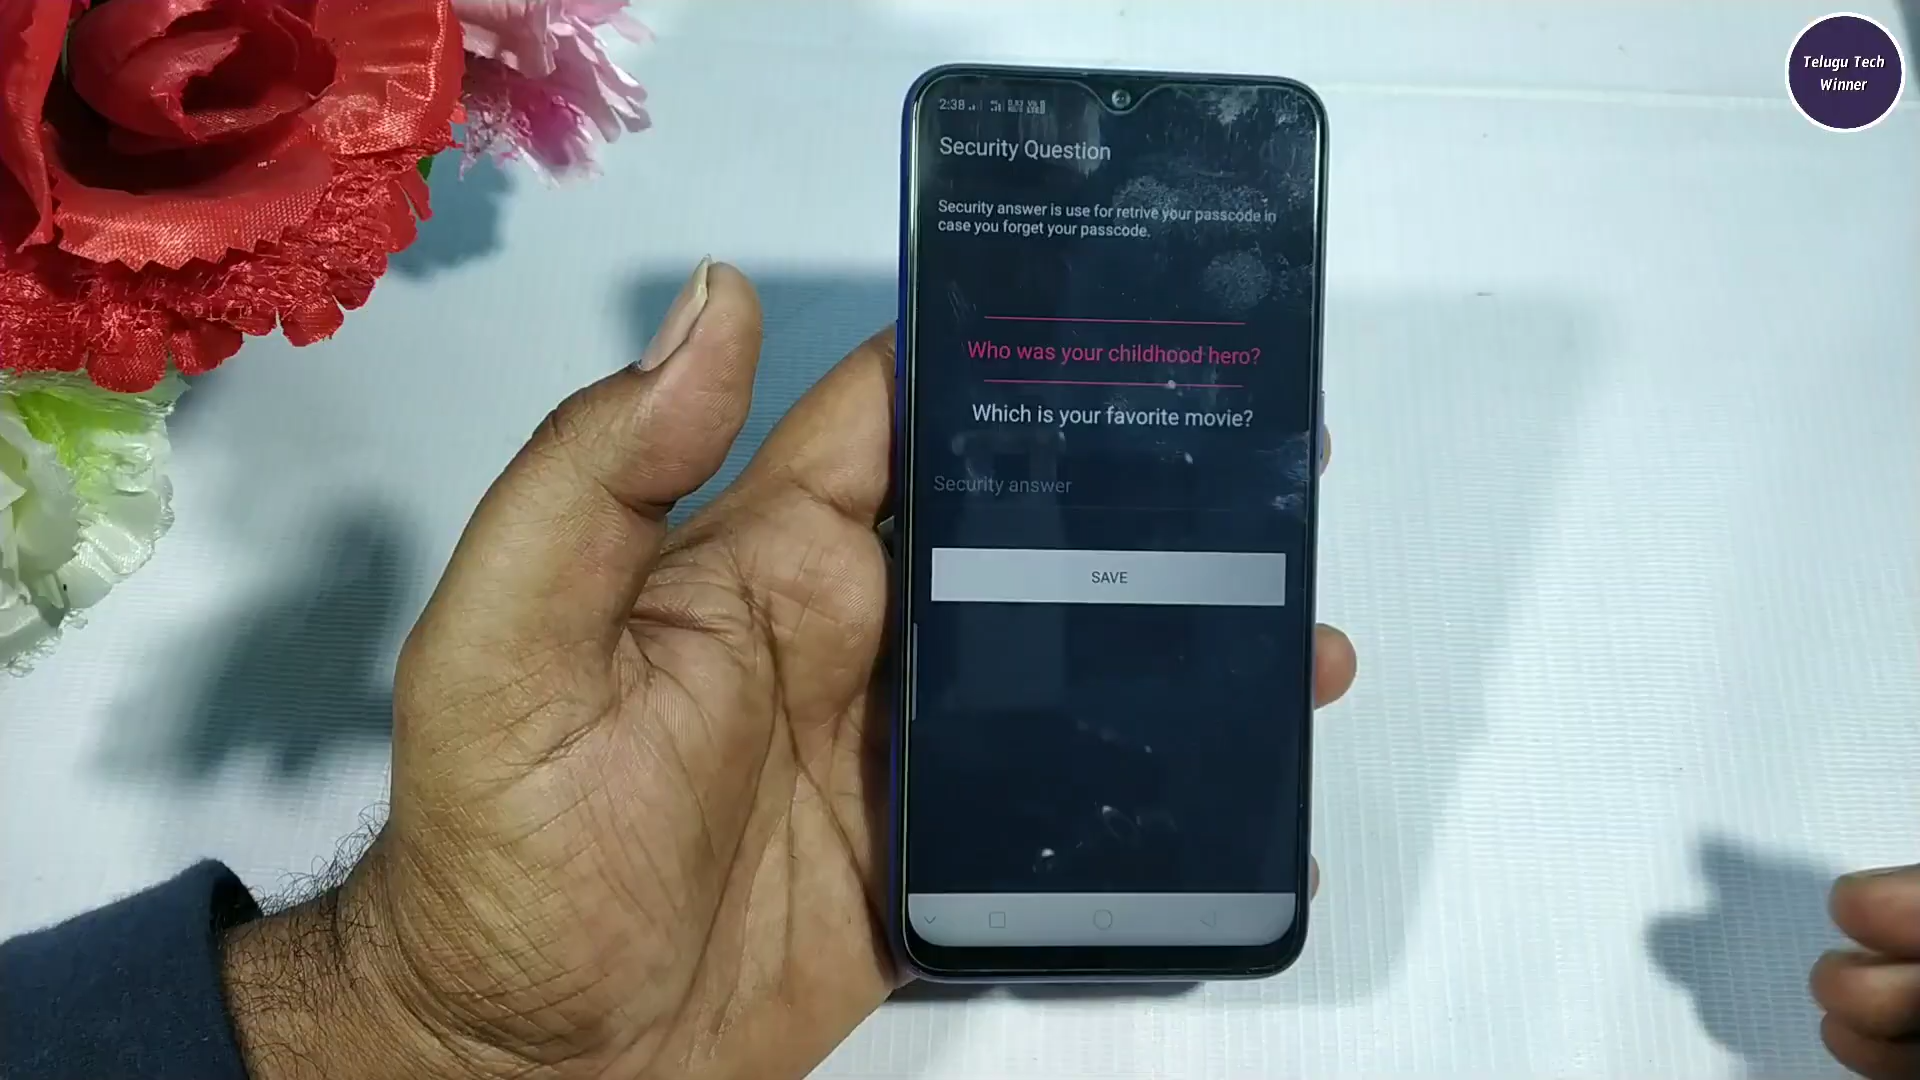 Telugu Tech
Winner
2:38
Security Question
Security answer is use for retrive your passcode in
case you forget your passcode.
Who was your childhood hero?
Which is your favorite movie?
Security answer
SAVE